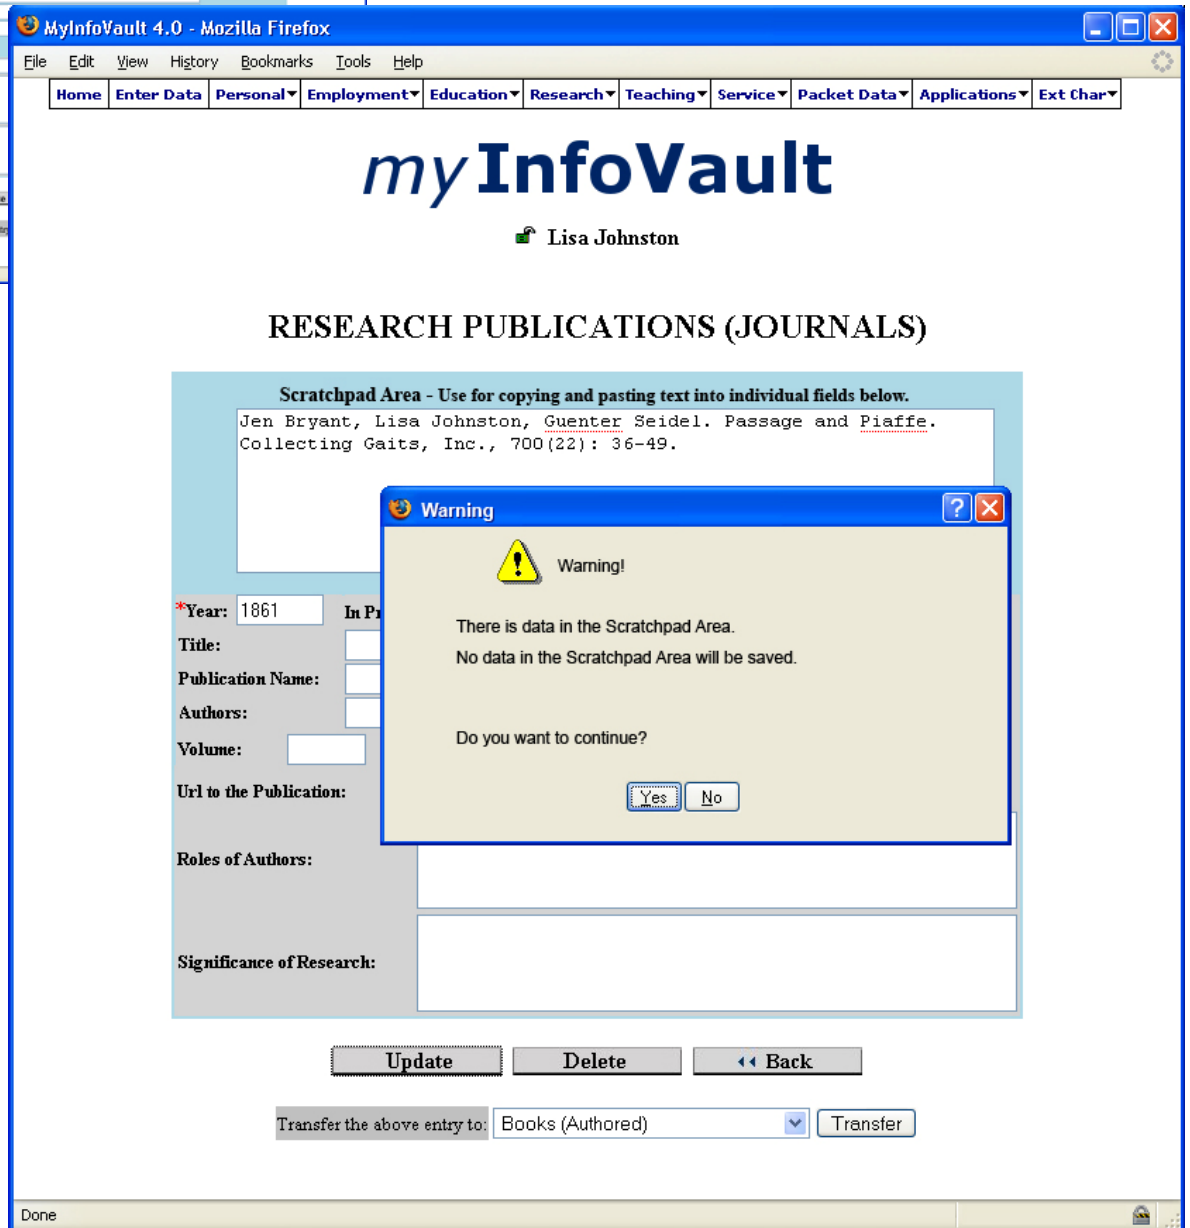 MyInfoVault 4.0 - Mozilla Firefox
File Edit View History Bookmarks Tools Help
Home Enter Data Personal Employment Education Research Teaching Service Packet Data Applications Ext Char
my InfoVault
Lisa Johnston
RESEARCH PUBLICATIONS (JOURNALS)
Scratchpad Area - Use for copying and pasting text into individual fields below.
Jen Bryant, Lisa Johnston, Guenter Seidel. Passage and Piaffe.
Collecting Gaits, Inc., 700(22): 36-49.
Warning
Warning!
There is data in the Scratchpad Area.
No data in the Scratchpad Area will be saved.
Do you want to continue?
Yes No
*Year: 1861 In Pr
Title:
Publication Name:
Authors:
Volume:
Url to the Publication:
Roles of Authors:
Significance of Research:
Update Delete Back
Transfer the above entry to: Books (Authored) Transfer
Done